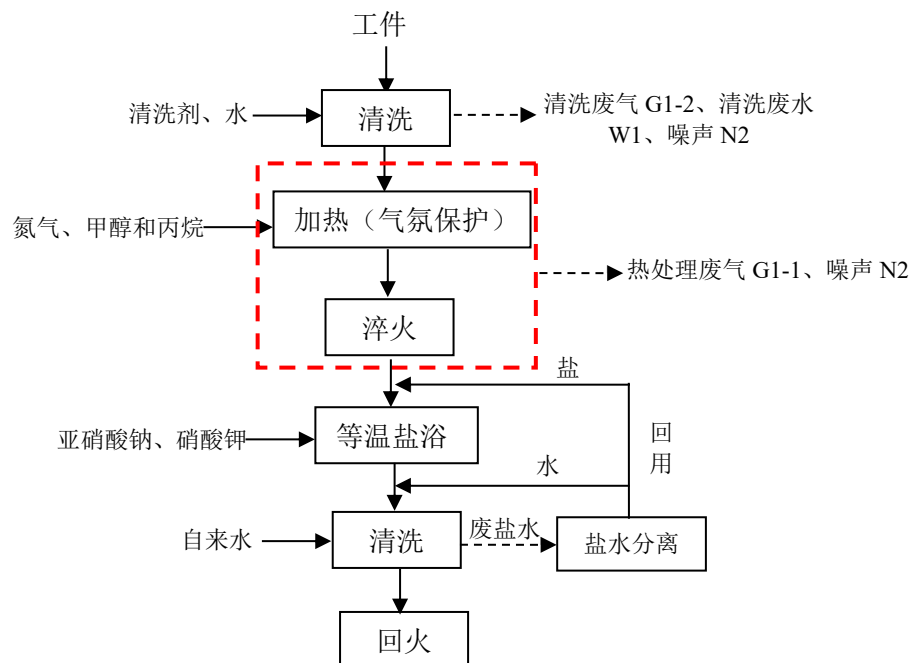 工件
清洗剂、水
清洗
清洗废气 G1-2、清洗废水
W1、噪声 N2
氮气、甲醇和丙烷
加热（气氛保护）
热处理废气 G1-1、噪声 N2
淬火
盐
亚硝酸钠、硝酸钾
等温盐浴
回
用
水
自来水
清洗
废盐水
盐水分离
回火